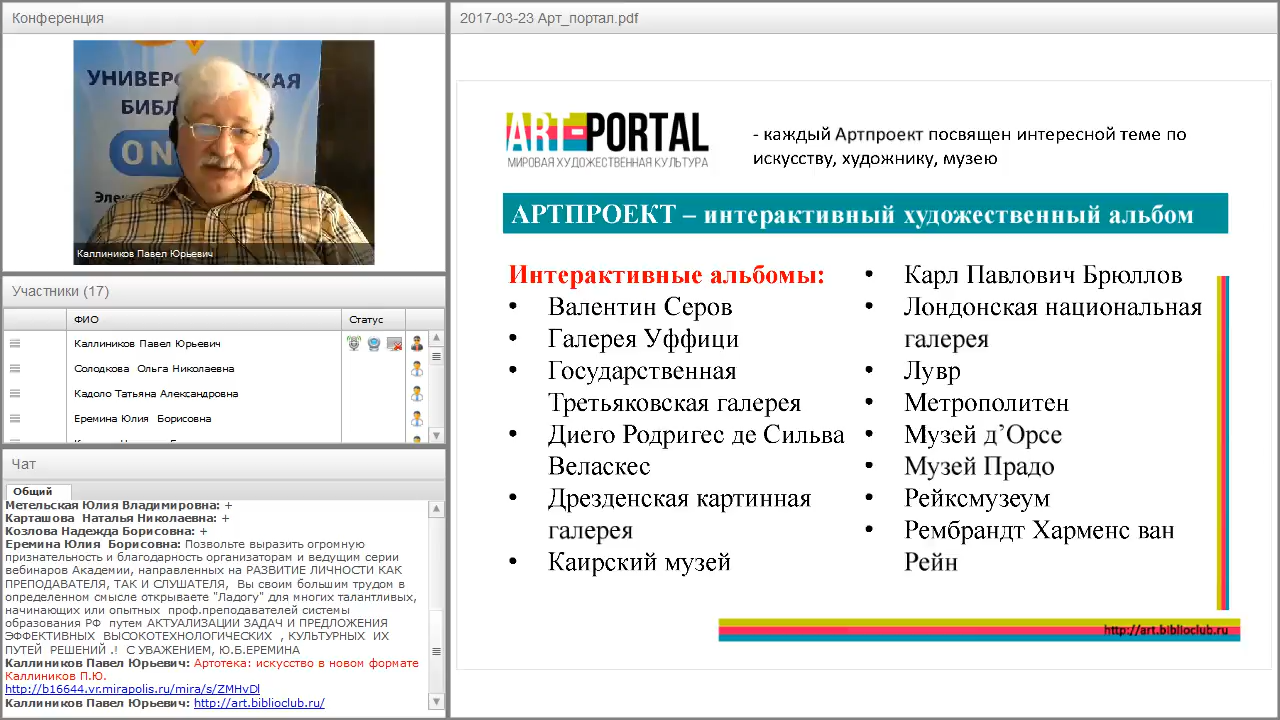 Конференция
УНИВЕРС
СКАЯ
БИБЛ
ON
Каллиников Павел Юрьевич
Участники (17)
ФИО
Статус
Каллиников Павел Юрьевич
Солодкова Ольга Николаевна
Кадоло Татьяна Александровна
Еремина Юлия Борисовна
Чат
Общий
Метельская Юлия Владимировна: +
Карташова Наталья Николаевна: +
Козлова Надежда Борисовна: +
Еремина Юлия Борисовна: Позвольте выразить огромную
признательность и благодарность организаторам и ведущим серии
вебинаров Академии, направленных на РАЗВИТИЕ ЛИЧНОСТИ КАК
ПРЕПОДАВАТЕЛЯ, ТАК И СЛУШАТЕЛЯ, Вы своим большим трудом в
определенном смысле открываете "Ладогу" для многих талантливых,
начинающих или опытных проф.преподавателей системы
образования РФ путем АКТУАЛИЗАЦИИ ЗАДАЧ И ПРЕДЛОЖЕНИЯ
ЭФФЕКТИВНЫХ ВЫСОКОТЕХНОЛОГИЧЕСКИХ , КУЛЬТУРНЫХ ИХ
ПУТЕЙ РЕШЕНИЙ .! С УВАЖЕНИЕМ, Ю.Б.ЕРЕМИНА
Каллиников Павел Юрьевич: Артотека: искусство в новом формате
Каллиников П.Ю.
http://b16644.vr.mirapolis.ru/mira/s/ZMHvDl
Каллиников Павел Юрьевич: http://art.biblioclub.ru/
2017-03-23 Арт_портал.pdf
ART-PORTAL
МИРОВАЯ ХУДОЖЕСТВЕННАЯ КУЛЬТУРА
- каждый Артпроект посвящен интересной теме по
искусству, художнику, музею
АРТПРОЕКТ – интерактивный художественный альбом
Интерактивные альбомы:
• Валентин Серов
• Галерея Уффици
• Государственная
Третьяковская галерея
• Диего Родригес де Сильва
Веласкес
• Дрезденская картинная
галерея
• Каирский музей
• Карл Павлович Брюллов
• Лондонская национальная
галерея
• Лувр
• Метрополитен
• Музей д’Орсе
• Музей Прадо
• Рейксмузеум
• Рембрандт Харменс ван
Рейн
http://art.biblioclub.ru